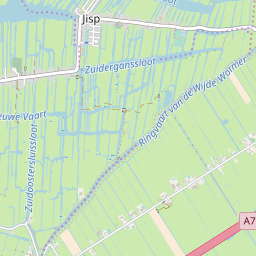 Jisp
Zuiderganssloot
euwe Vaart
Ringvaart van de Wijde Wormer
Zuidoostersluissloot
A7